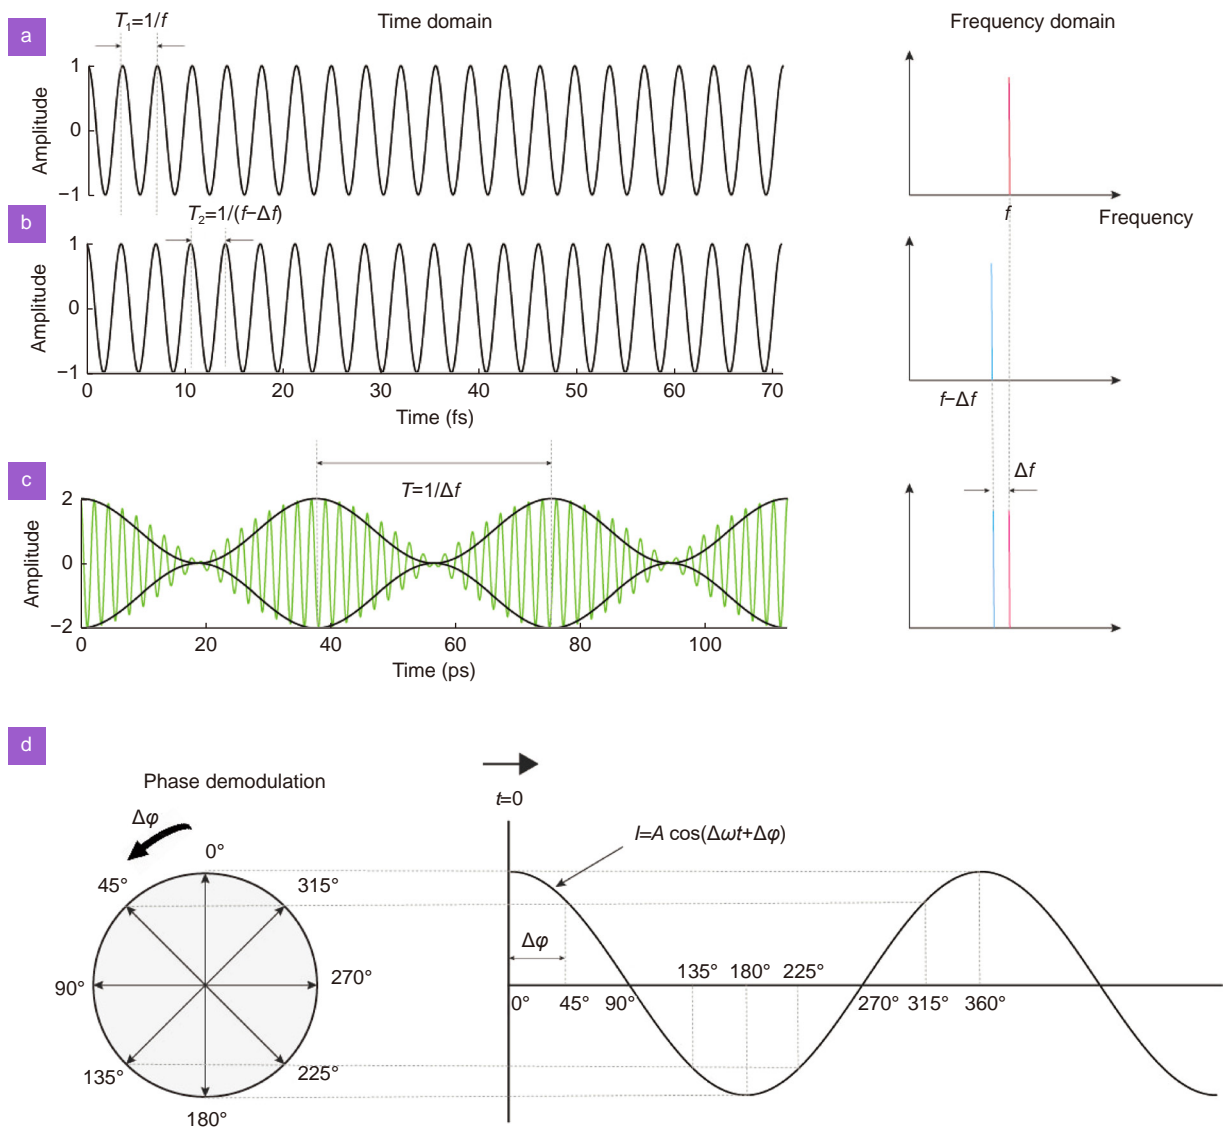 a
T₁=1/f
Time domain
Frequency domain
Amplitude
1
0
−1
f
Frequency
b
T₂=1/(f−Δf)
Amplitude
1
0
−1
0 10 20 30 40 50 60 70
Time (fs)
f−Δf
c
T=1/Δf
Δf
Amplitude
2
0
−2
0 20 40 60 80 100
Time (ps)
d
Phase demodulation
Δφ
0°
45° 315°
90° 270°
135° 225°
180°
t=0
I=A cos(Δωt+Δφ)
Δφ
135° 180° 225°
0° 45° 90° 270° 315° 360°